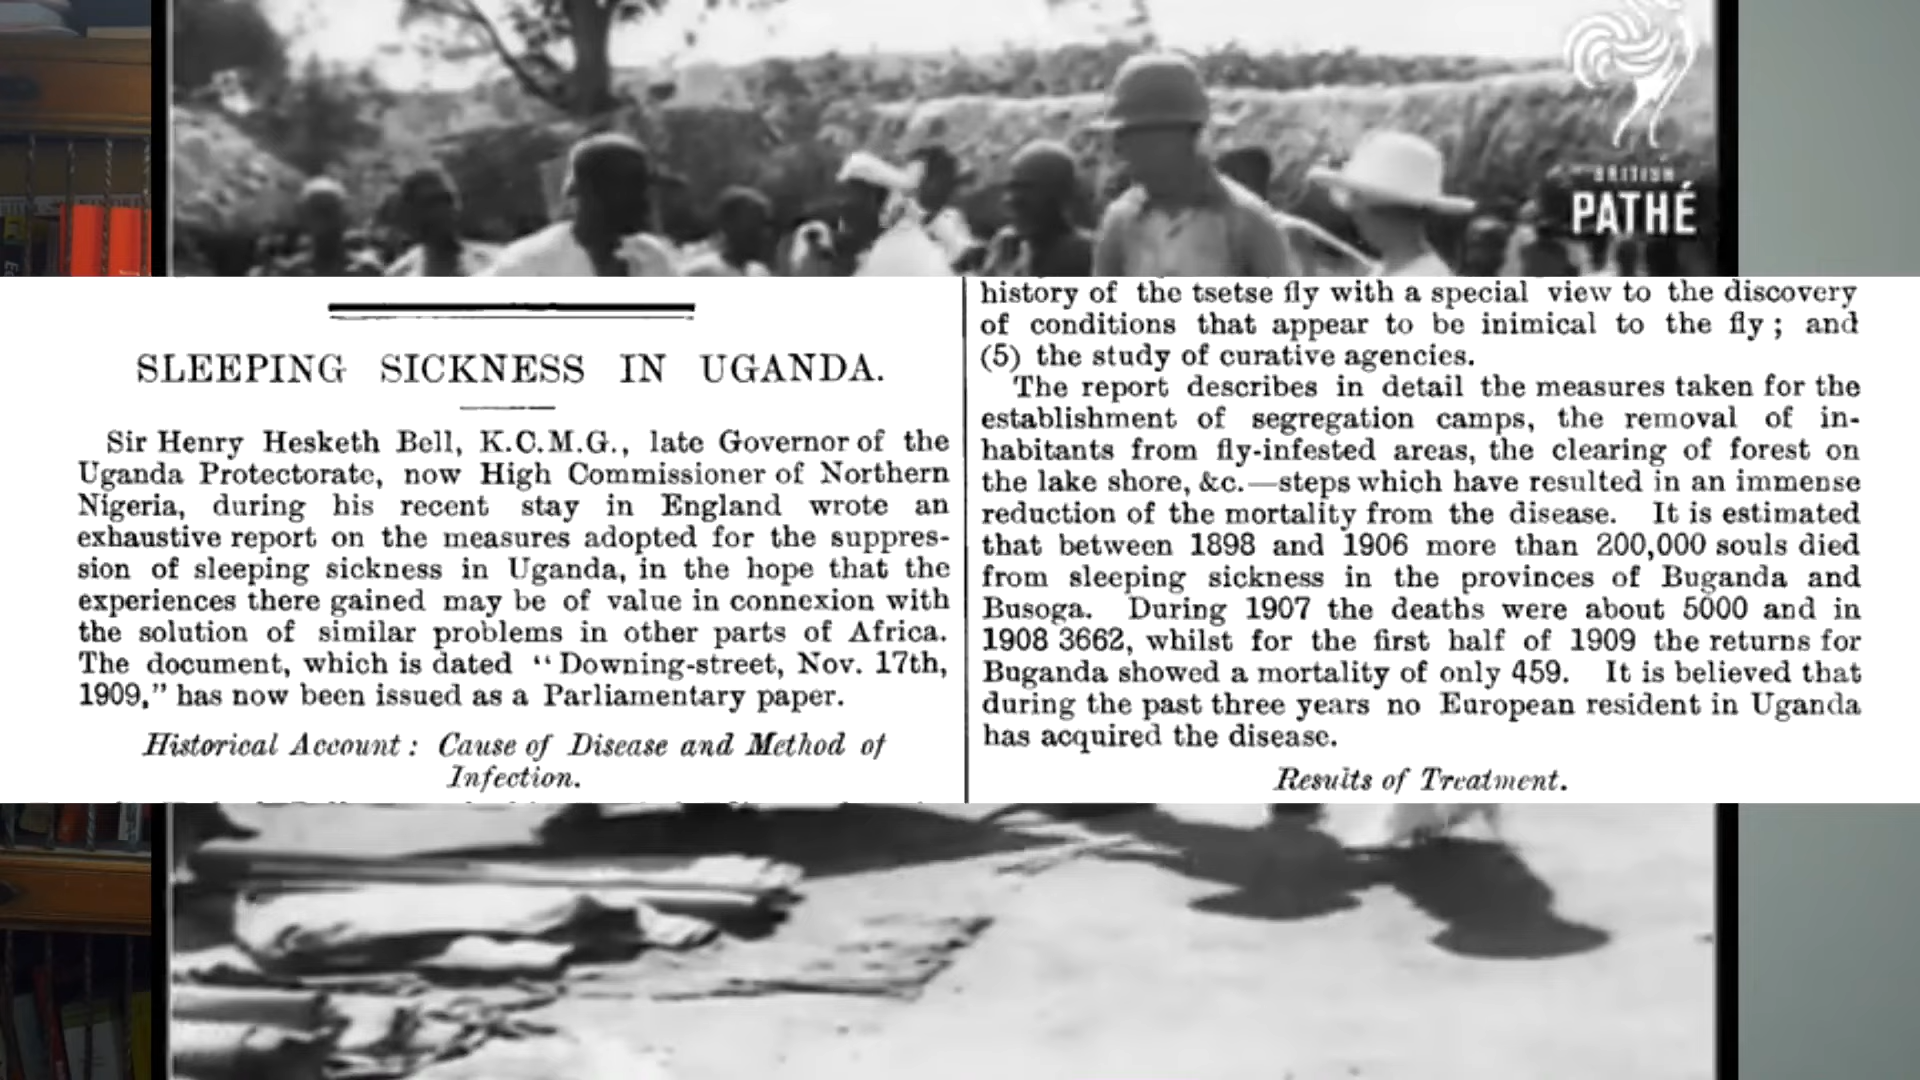 BRITISH
PATHÉ
SLEEPING SICKNESS IN UGANDA.
Sir Henry Hesketh Bell, K.C.M.G., late Governor of the
Uganda Protectorate, now High Commissioner of Northern
Nigeria, during his recent stay in England wrote an
exhaustive report on the measures adopted for the suppres-
sion of sleeping sickness in Uganda, in the hope that the
experiences there gained may be of value in connexion with
the solution of similar problems in other parts of Africa.
The document, which is dated “Downing-street, Nov. 17th,
1909,” has now been issued as a Parliamentary paper.
Historical Account: Cause of Disease and Method of
Infection.
history of the tsetse fly with a special view to the discovery
of conditions that appear to be inimical to the fly; and
(5) the study of curative agencies.
The report describes in detail the measures taken for the
establishment of segregation camps, the removal of in-
habitants from fly-infested areas, the clearing of forest on
the lake shore, &c.—steps which have resulted in an immense
reduction of the mortality from the disease. It is estimated
that between 1898 and 1906 more than 200,000 souls died
from sleeping sickness in the provinces of Buganda and
Busoga. During 1907 the deaths were about 5000 and in
1908 3662, whilst for the first half of 1909 the returns for
Buganda showed a mortality of only 459. It is believed that
during the past three years no European resident in Uganda
has acquired the disease.
Results of Treatment.